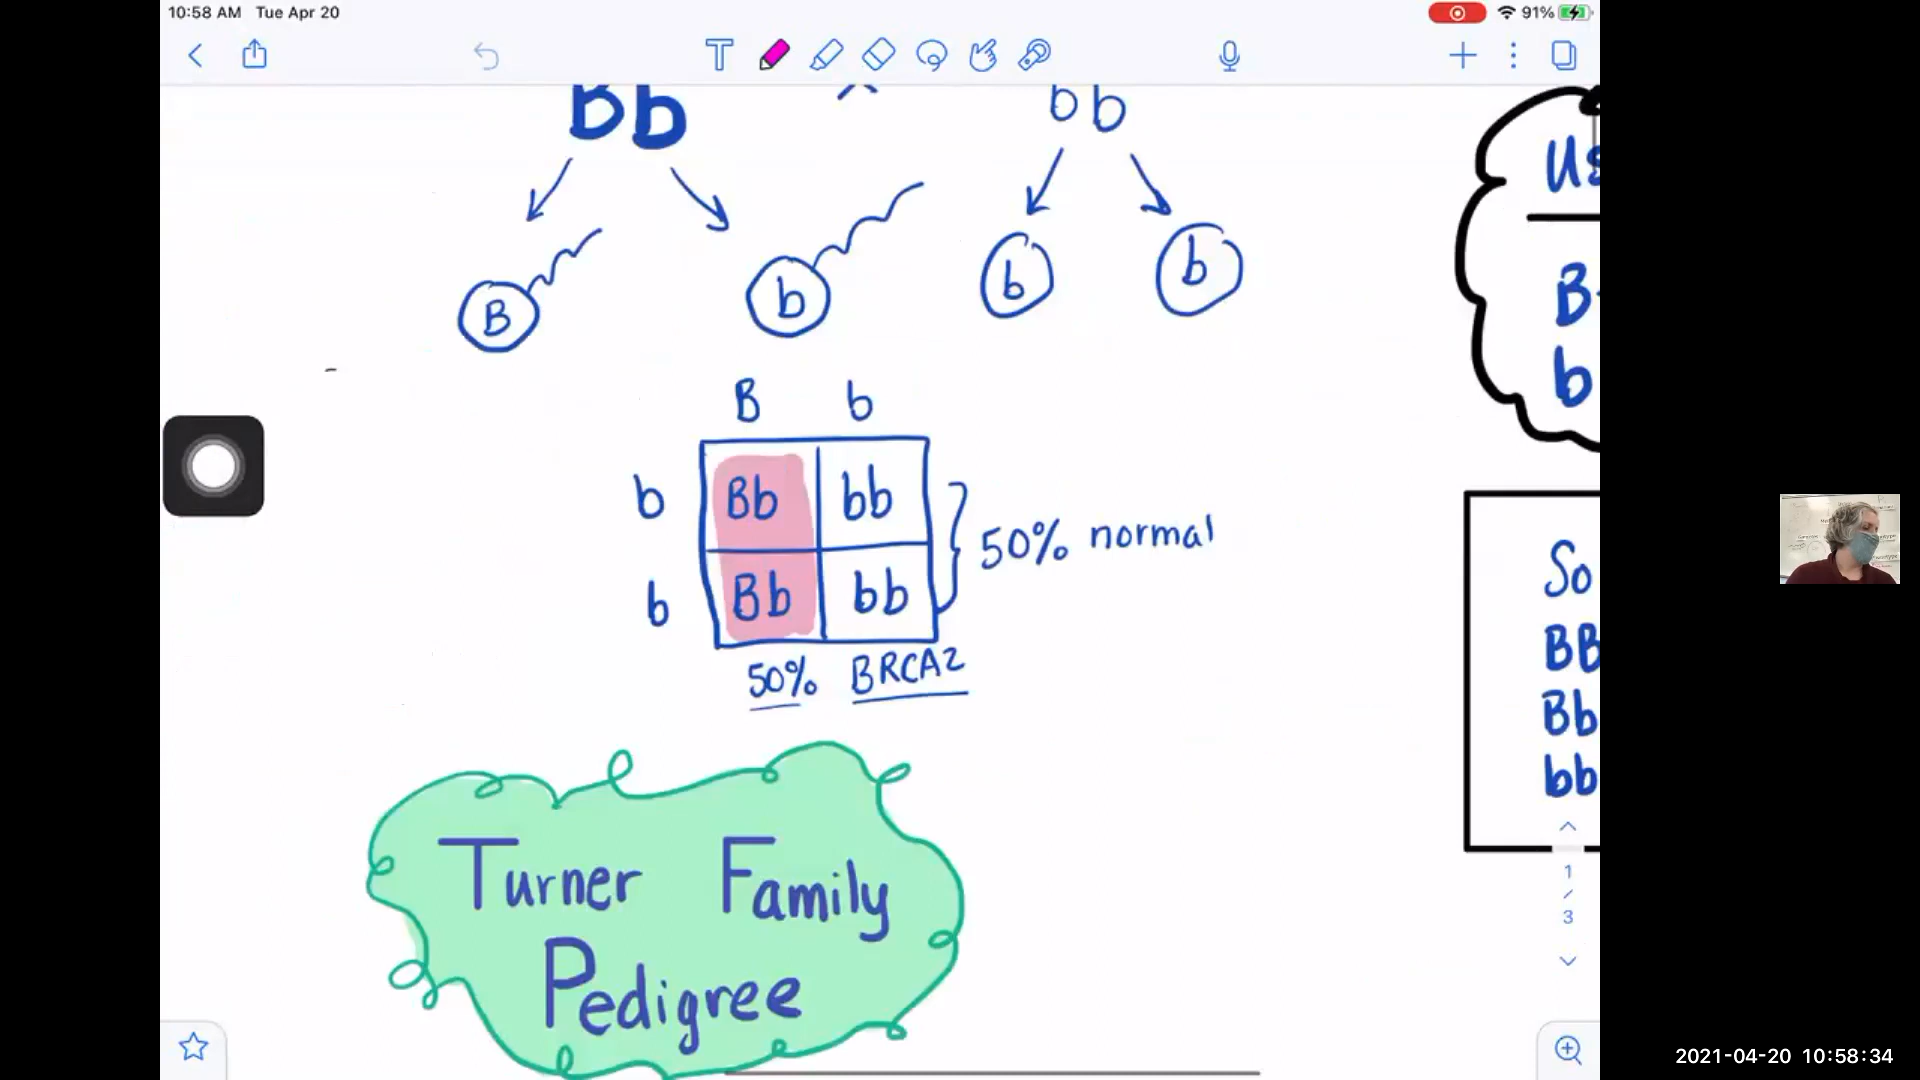 10:58 AM Tue Apr 20
91%
Bb bb
B b b b
Us
B
b
B b
b Bb bb
50% normal
b Bb bb
50% BRCA2
So
BB
Bb
bb
1
/
3
Turner Family
Pedigree
2021-04-20 10:58:34